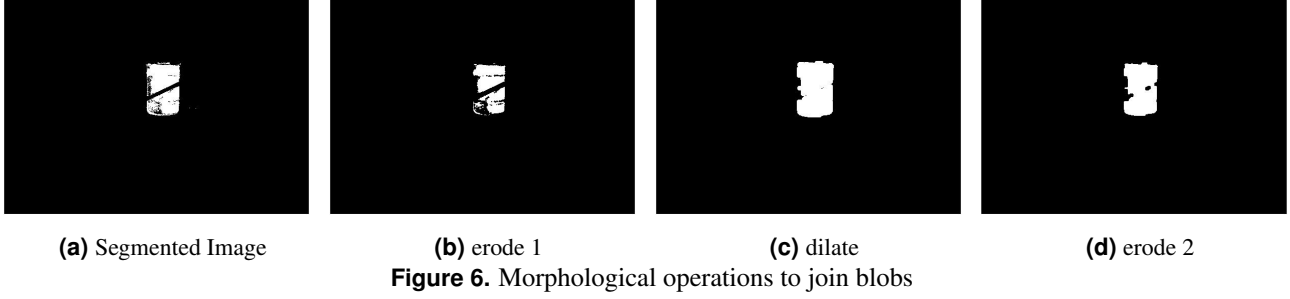 (a) Segmented Image
(b) erode 1
(c) dilate
(d) erode 2
Figure 6. Morphological operations to join blobs